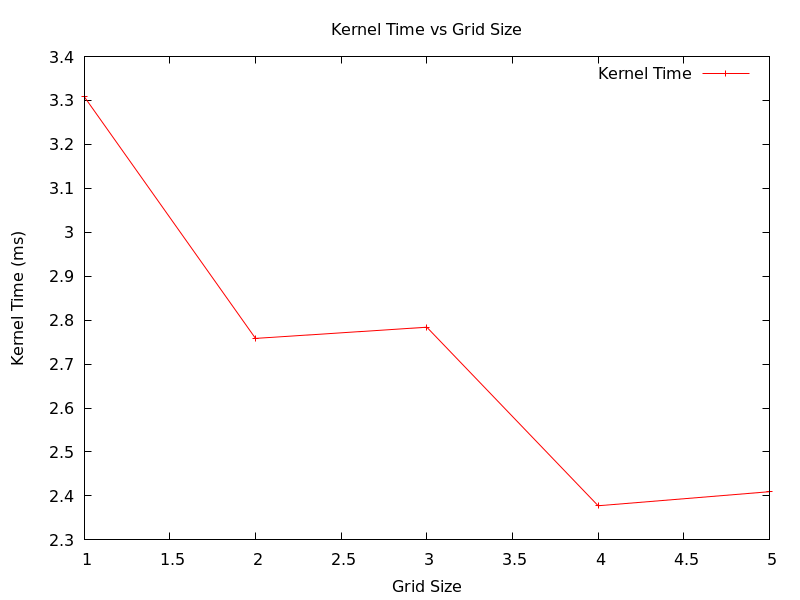 Kernel Time vs Grid Size
Kernel Time
3.4
3.3
3.2
3.1
3
2.9
2.8
2.7
2.6
2.5
2.4
2.3
Kernel Time (ms)
1 1.5 2 2.5 3 3.5 4 4.5 5
Grid Size